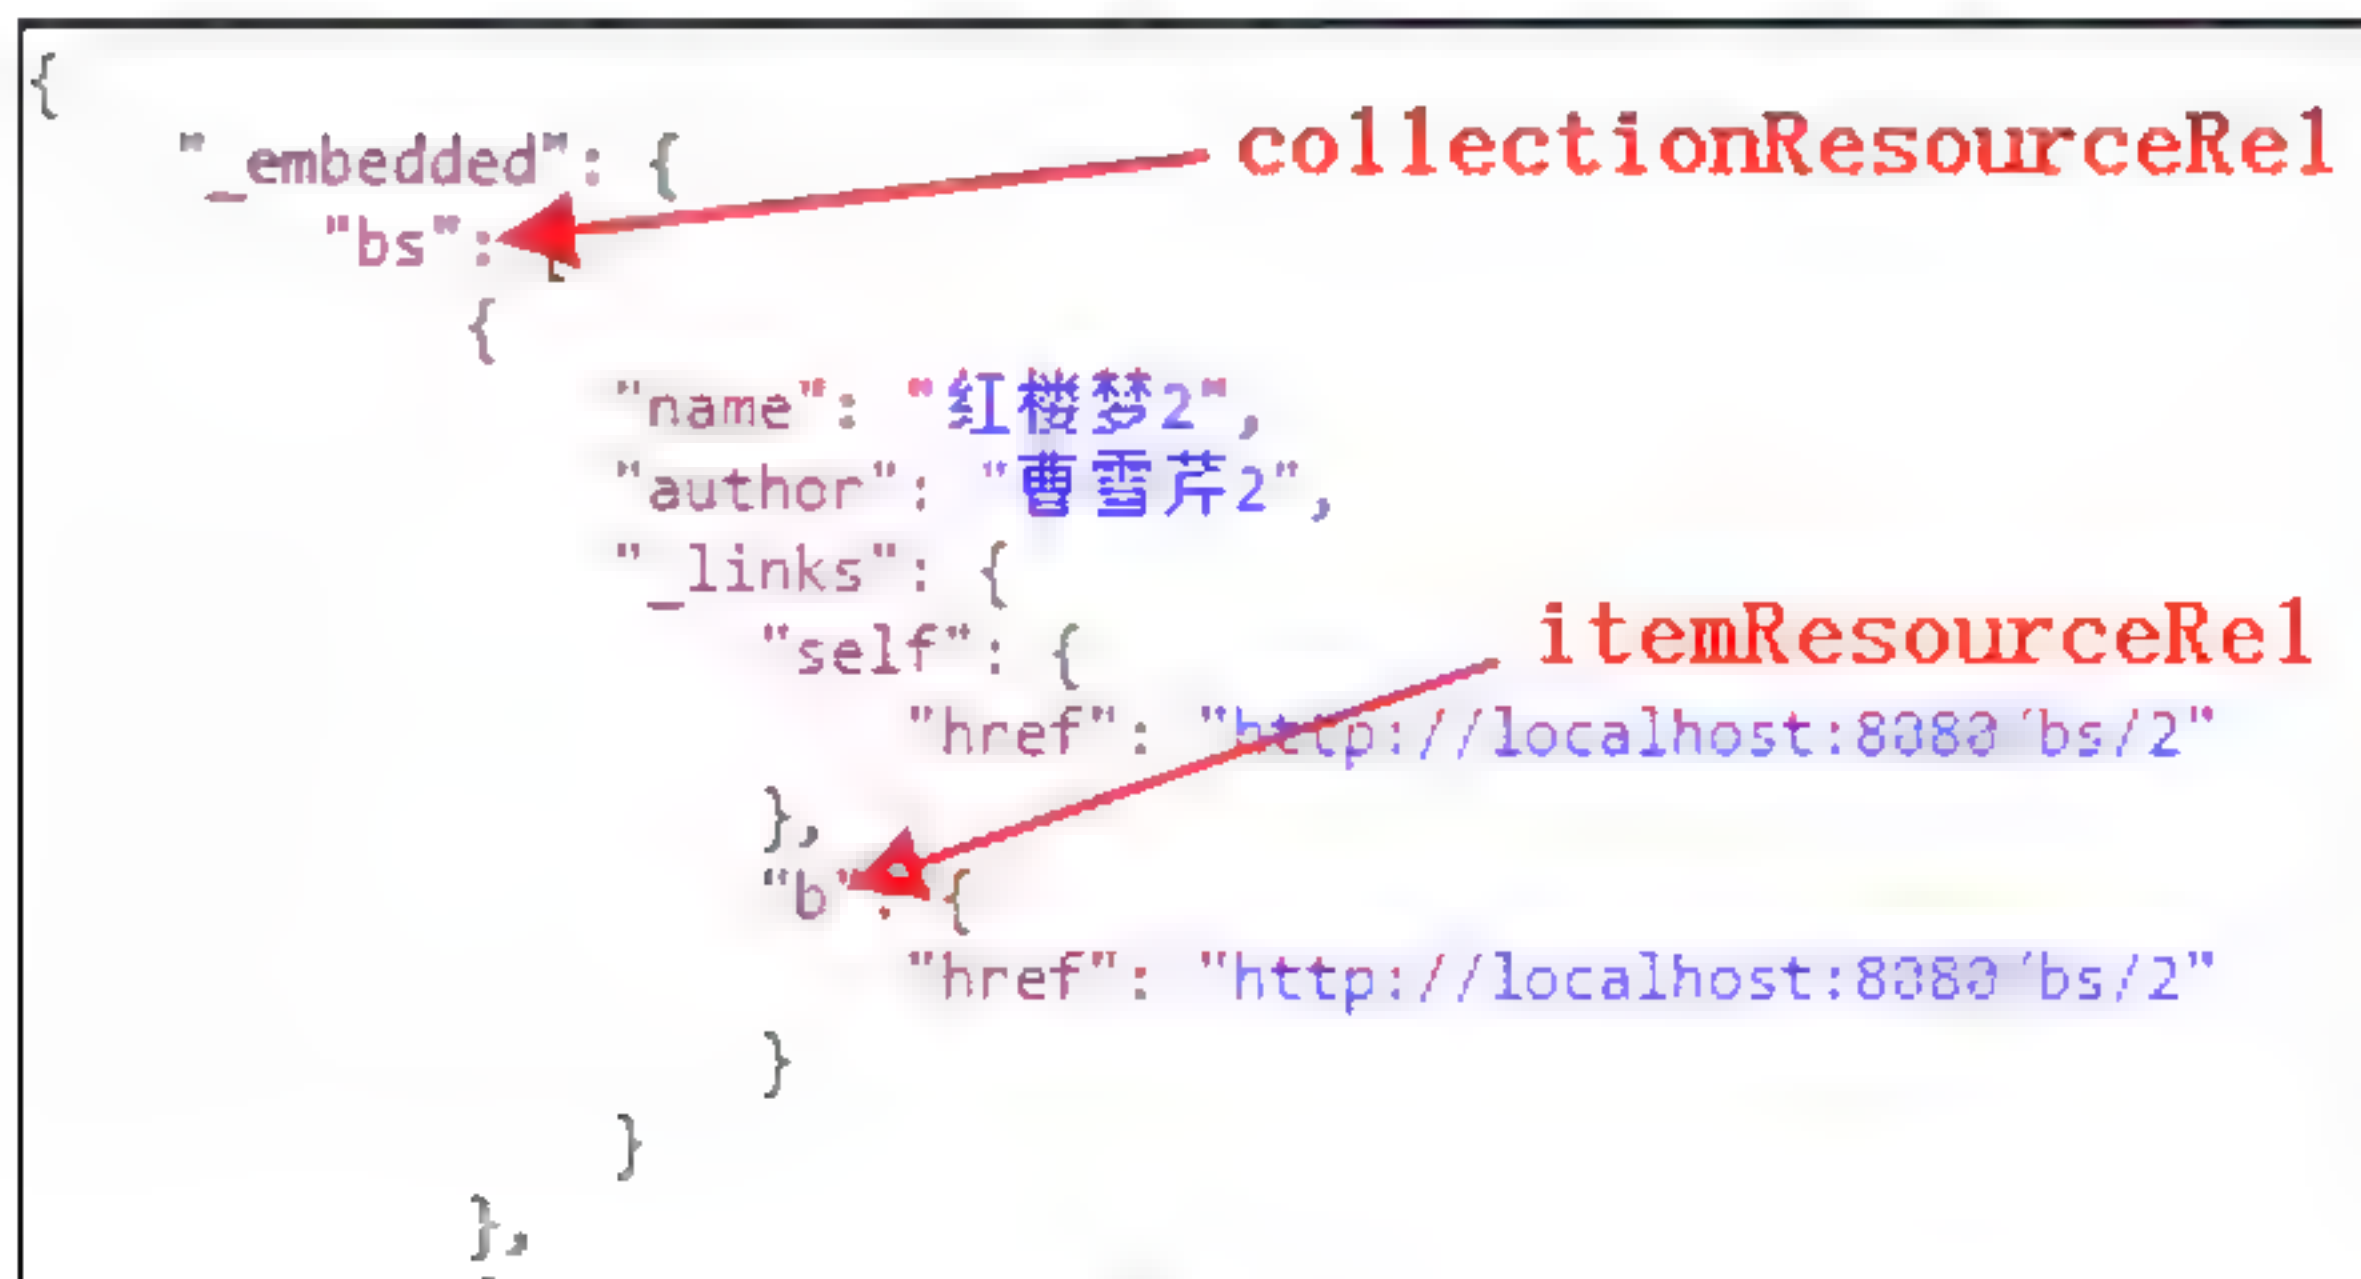 {
"_embedded": {
collectionResourceRel
"bs": [
{
"name": "红楼梦2",
"author": "曹雪芹2",
"_links": {
"self": {
itemResourceRel
"href": "http://localhost:8080/bs/2"
},
"b": {
"href": "http://localhost:8080/bs/2"
}
}
},